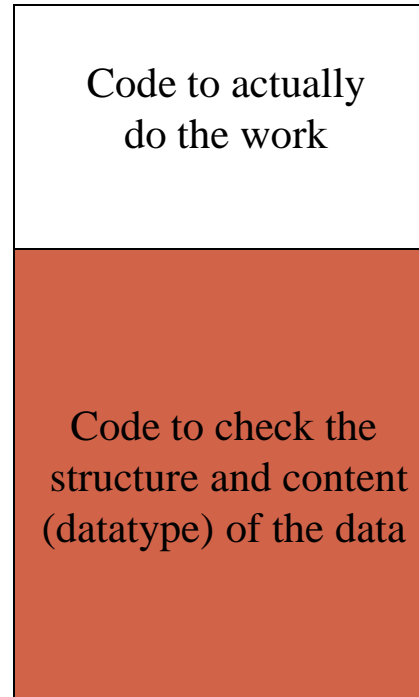 Code to actually
do the work
Code to check the
structure and content
(datatype) of the data